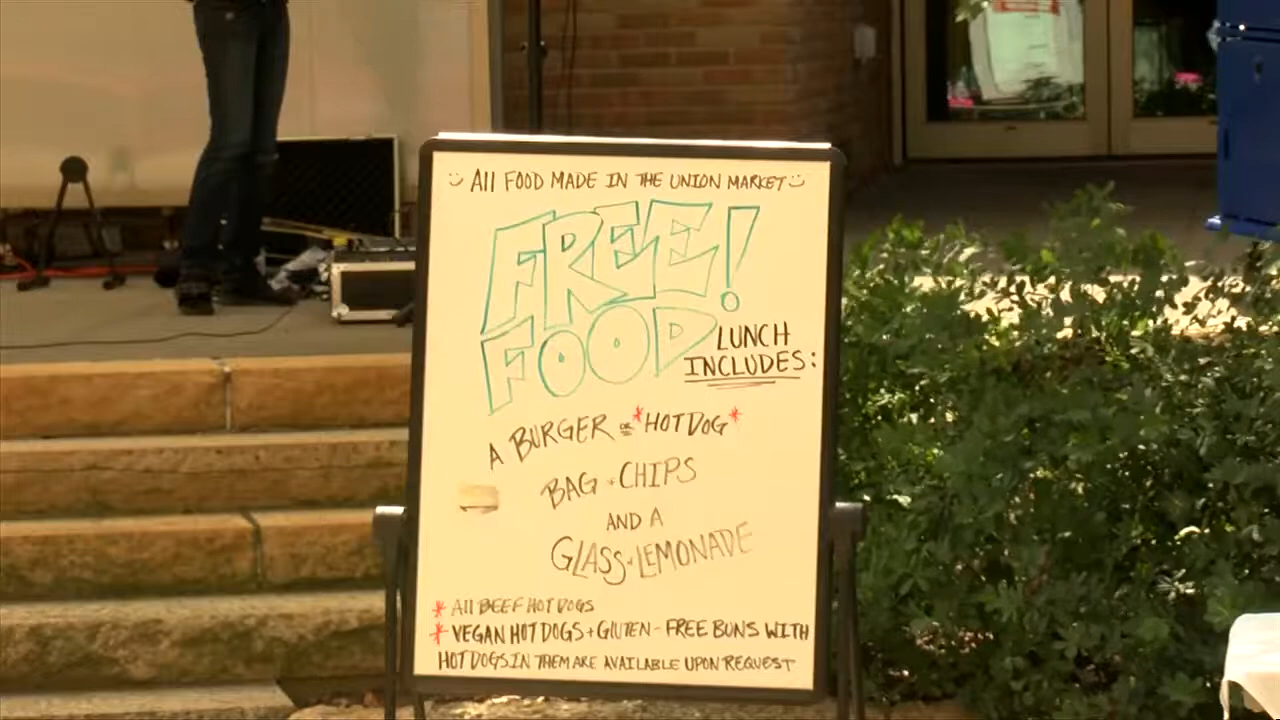 All FOOD MADE IN THE UNION MARKET
FREE!
FOOD
LUNCH
INCLUDES:
A BURGER OR *HOTDOG*
BAG of CHIPS
AND A
GLASS of LEMONADE
* All BEEF HOT DOGS
* VEGAN HOT DOGS + GLUTEN-FREE BUNS WITH
HOT DOGS IN THEM ARE AVAILABLE UPON REQUEST